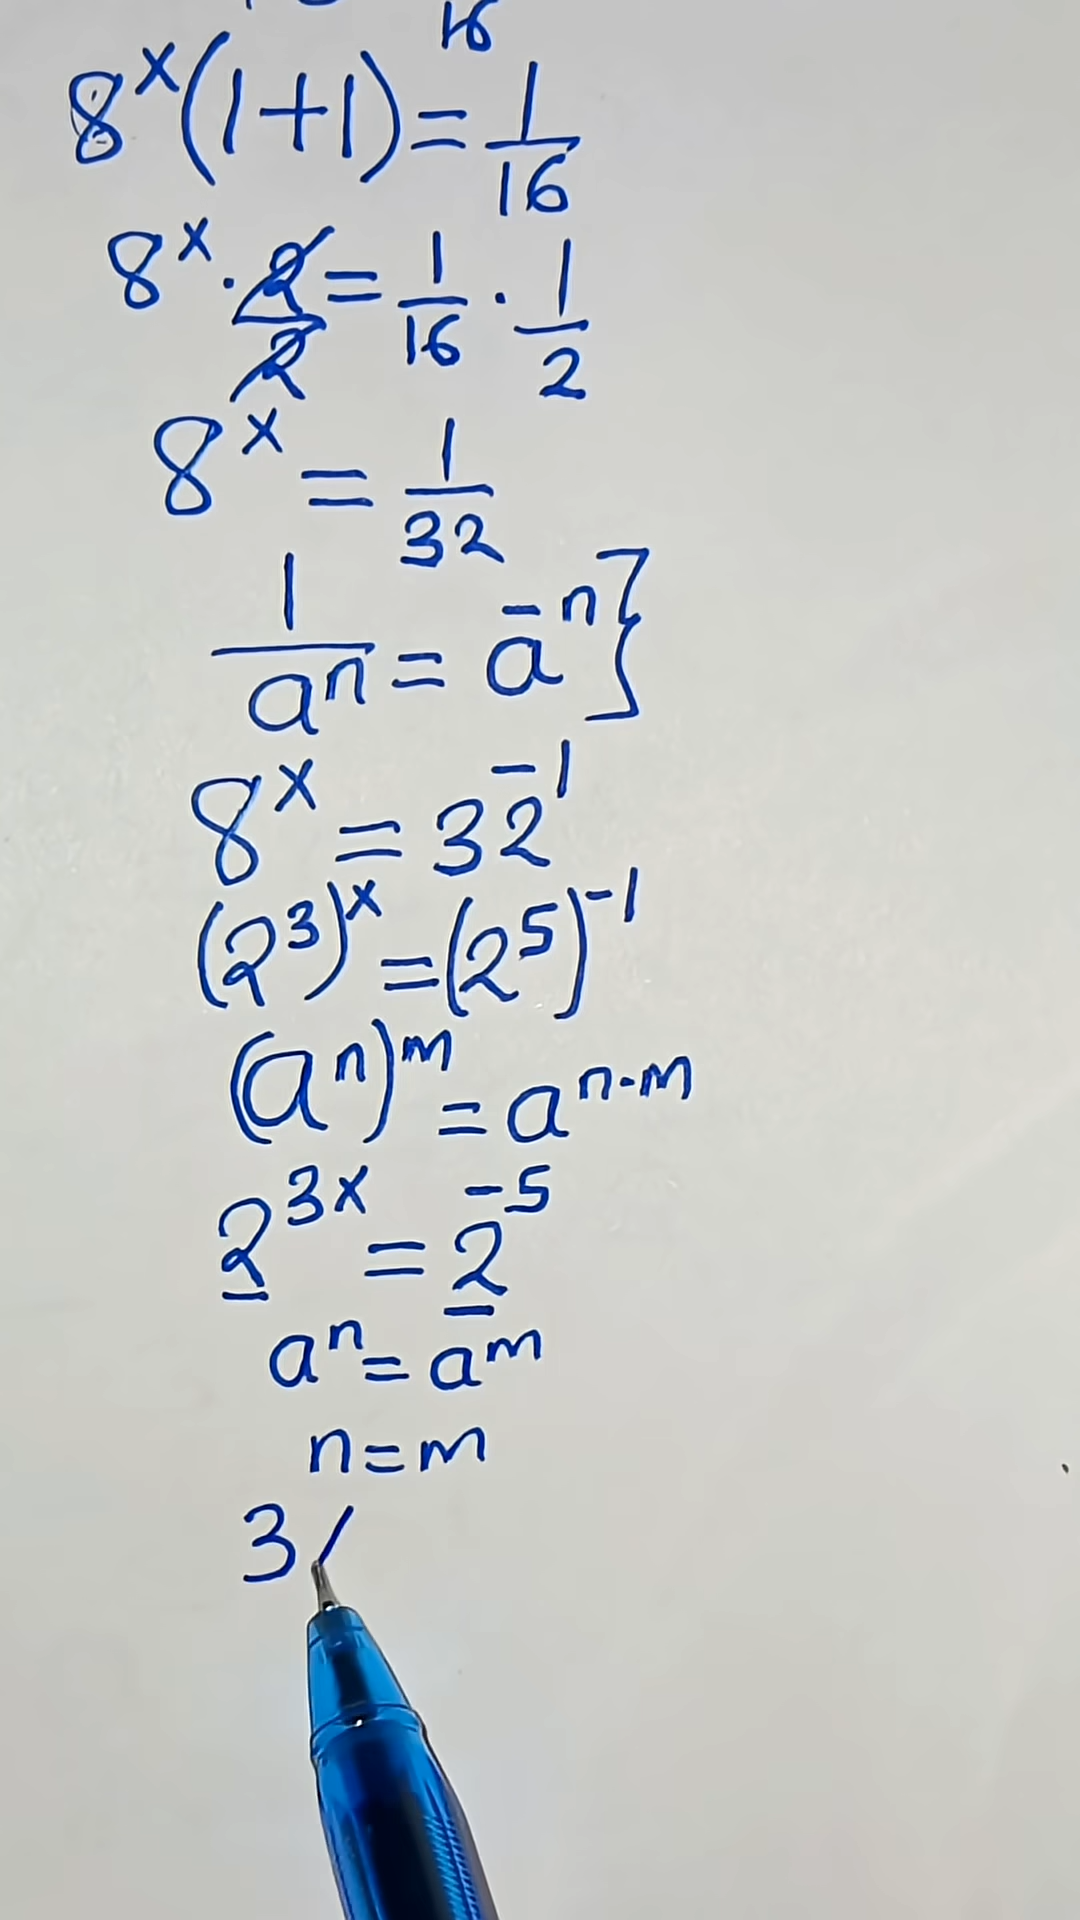 16
8^x(1+1)=1/16
8^x·2/2=1/16·1/2
8^x=1/32
1/a^n=a^-n}
8^x=32^-1
(2^3)^x=(2^5)^-1
(a^n)^m=a^n·m
2^3x=2^-5
a^n=a^m
n=m
3